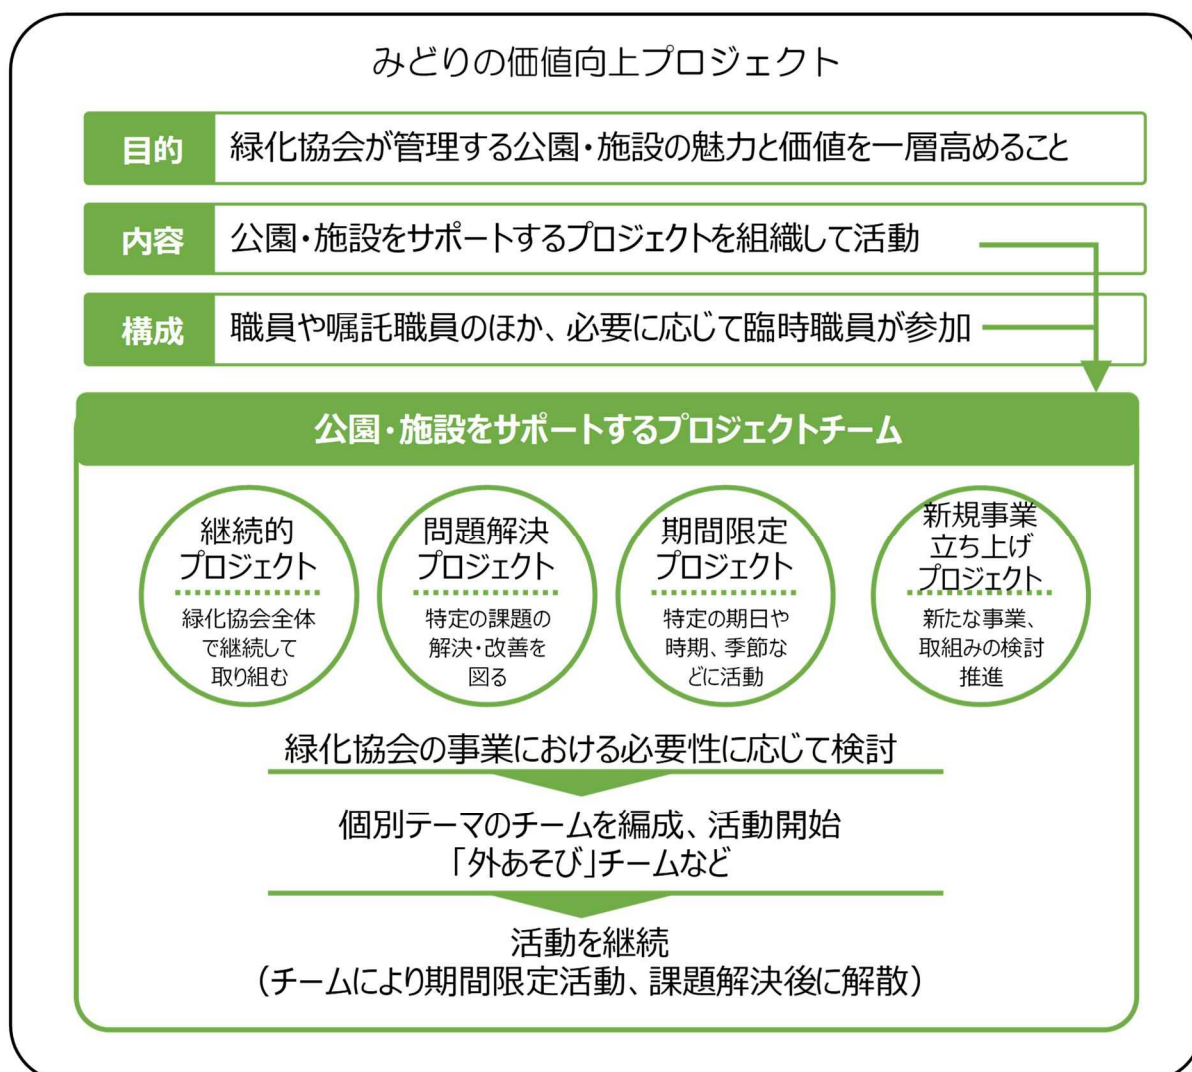 みどりの価値向上プロジェクト
目的
緑化協会が管理する公園・施設の魅力と価値を一層高めること
内容
公園・施設をサポートするプロジェクトを組織して活動
構成
職員や嘱託職員のほか、必要に応じて臨時職員が参加
公園・施設をサポートするプロジェクトチーム
継続的
プロジェクト
緑化協会全体
で継続して
取り組む
問題解決
プロジェクト
特定の課題の
解決・改善を
図る
期間限定
プロジェクト
特定の期日や
時期、季節な
どに活動
新規事業
立ち上げ
プロジェクト
新たな事業、
取組みの検討
推進
緑化協会の事業における必要性に応じて検討
個別テーマのチームを編成、活動開始
「外あそび」チームなど
活動を継続
（チームにより期間限定活動、課題解決後に解散）